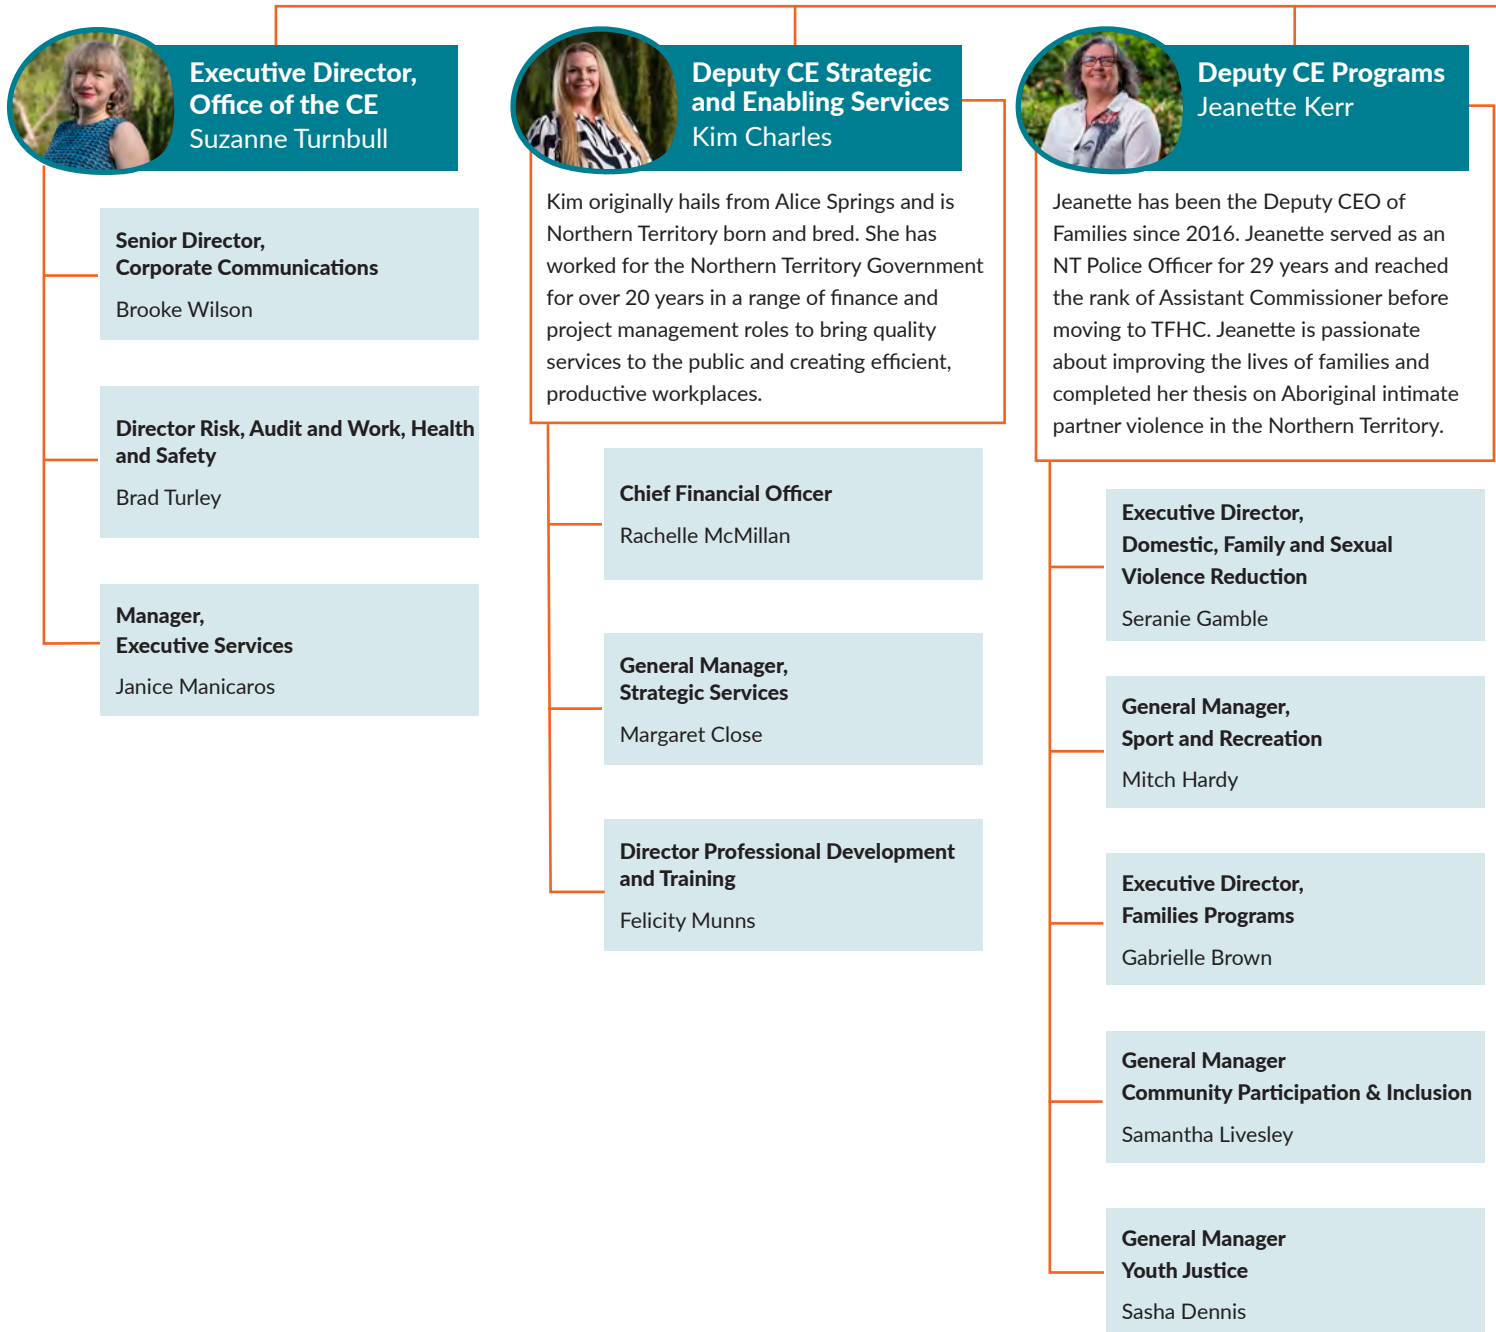 Executive Director,
Office of the CE
Suzanne Turnbull
Senior Director,
Corporate Communications
Brooke Wilson
Director Risk, Audit and Work, Health
and Safety
Brad Turley
Manager,
Executive Services
Janice Manicaros
Deputy CE Strategic
and Enabling Services
Kim Charles
Kim originally hails from Alice Springs and is
Northern Territory born and bred. She has
worked for the Northern Territory Government
for over 20 years in a range of finance and
project management roles to bring quality
services to the public and creating efficient,
productive workplaces.
Chief Financial Officer
Rachelle McMillan
General Manager,
Strategic Services
Margaret Close
Director Professional Development
and Training
Felicity Munns
Deputy CE Programs
Jeanette Kerr
Jeanette has been the Deputy CEO of
Families since 2016. Jeanette served as an
NT Police Officer for 29 years and reached
the rank of Assistant Commissioner before
moving to TFHC. Jeanette is passionate
about improving the lives of families and
completed her thesis on Aboriginal intimate
partner violence in the Northern Territory.
Executive Director,
Domestic, Family and Sexual
Violence Reduction
Seranie Gamble
General Manager,
Sport and Recreation
Mitch Hardy
Executive Director,
Families Programs
Gabrielle Brown
General Manager
Community Participation & Inclusion
Samantha Livesley
General Manager
Youth Justice
Sasha Dennis